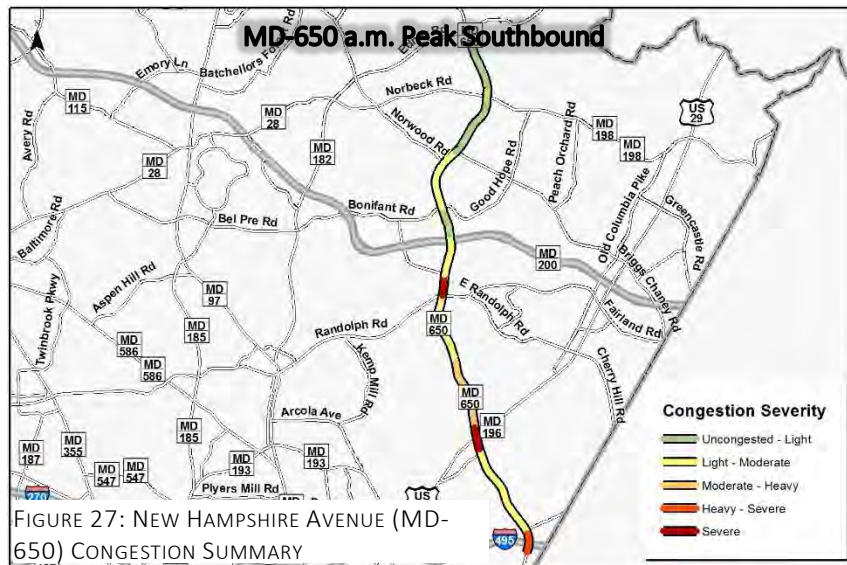 MD-650 a.m. Peak Southbound
Emory Ln
Batchellors
Norbeck Rd
MD
115
MD
28
MD
182
Norwood Rd
Good Hope Rd
Peach Orchard Rd
MD
198
MD
198
US
29
Avery Rd
MD
28
Baltimore Rd
Bel Pre Rd
Bonifant Rd
Old Columbia Pike
Greencastle Rd
Briggs Chaney Rd
MD
200
Twinbrook Pkwy
Aspen Hill Rd
MD
97
MD
185
MD
586
MD
586
Randolph Rd
E Randolph Rd
Fairland Rd
MD
650
Kemp Mill Rd
Cherry Hill Rd
MD
650
MD
196
Arcola Ave
MD
185
MD
193
MD
193
MD
187
MD
355
MD
547
MD
547
Plyers Mill Rd
270
MD
US
495
Congestion Severity
Uncongested - Light
Light - Moderate
Moderate - Heavy
Heavy - Severe
Severe
FIGURE 27: NEW HAMPSHIRE AVENUE (MD-
650) CONGESTION SUMMARY